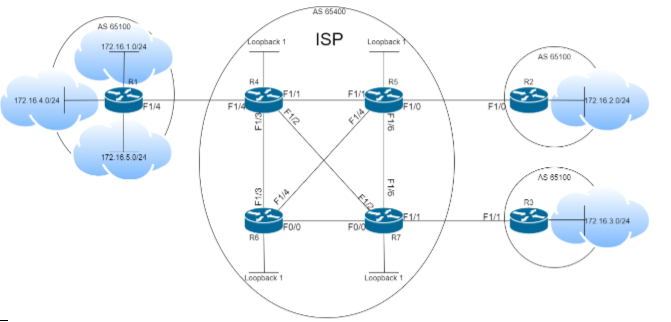 AS 65400
AS 65100
172.16.1.0/24
Loopback 1
ISP
Loopback 1
AS 65100
R1
R4
R5
R2
172.16.4.0/24
F1/4
F1/4
F1/1
F1/1
F1/0
F1/0
172.16.2.0/24
F1/3
F1/2
F1/4
F1/6
172.16.5.0/24
AS 65100
F1/3
F1/4
F1/2
F1/6
R3
F0/0
F0/0
F1/1
F1/1
172.16.3.0/24
R6
R7
Loopback 1
Loopback 1